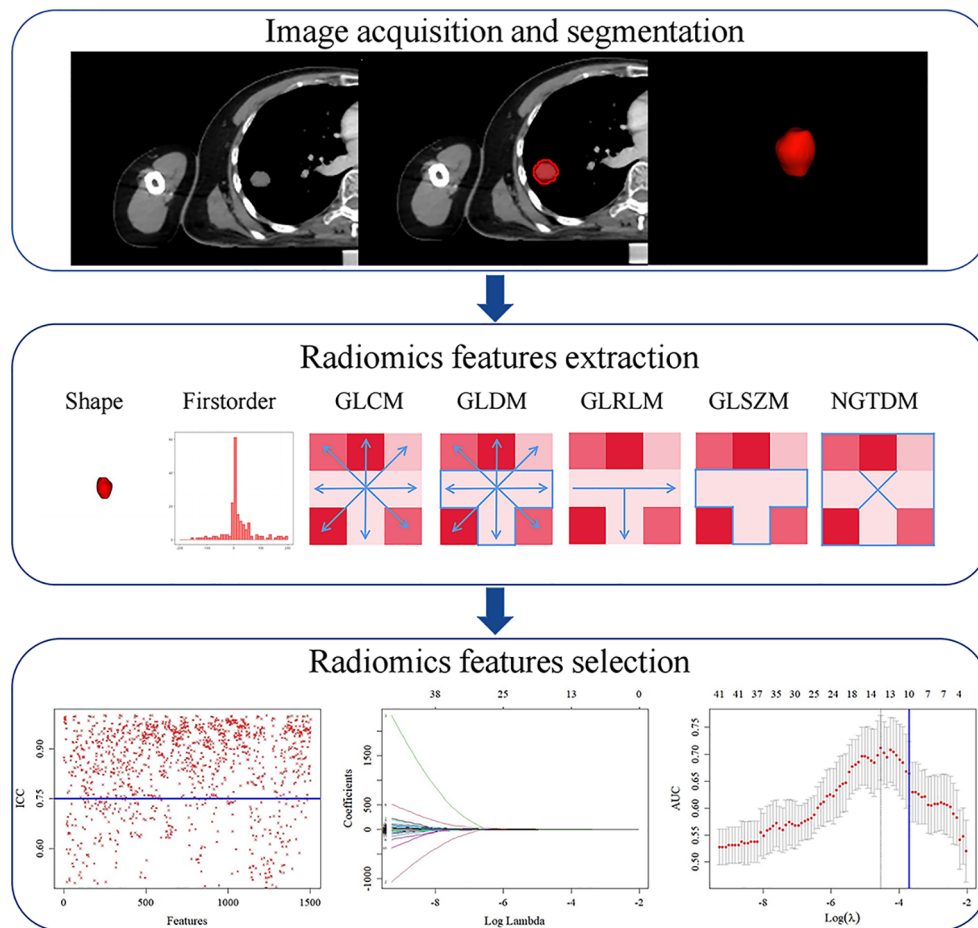 Image acquisition and segmentation
Radiomics features extraction
Shape Firstorder GLCM GLDM GLRLM GLSZM NGTDM
Radiomics features selection
ICC
0.90
0.75
0.60
0 500 1000 1500
Features
38 25 13 0
Coefficients
1500
500
0
-1000
-8 -6 -4 -2
Log Lambda
41 41 37 35 30 25 24 18 14 13 10 7 7 4
AUC
0.75
0.70
0.65
0.60
0.55
0.50
-8 -6 -4 -2
Log(λ)